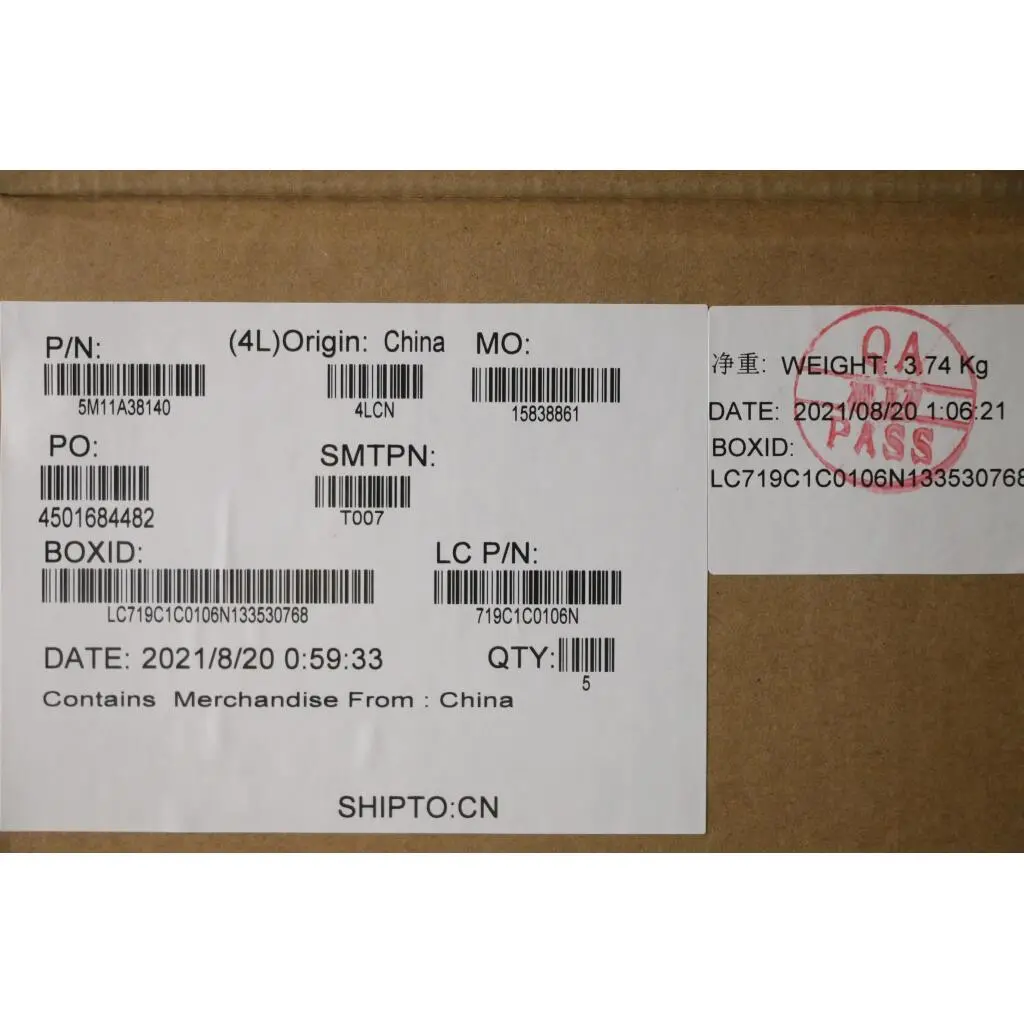 P/N:
(4L)Origin: China
MO:
5M11A38140
4LCN
15838861
PO:
SMTPN:
4501684482
T007
BOXID:
LC P/N:
LC719C1C0106N133530768
719C1C0106N
DATE: 2021/8/20 0:59:33
QTY:
5
Contains Merchandise From : China
SHIPTO:CN
净重: WEIGHT: 3.74 Kg
DATE: 2021/08/20 1:06:21
BOXID:
LC719C1C0106N133530768
QA
PASS